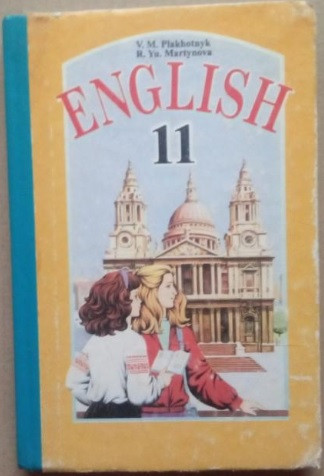 V. M. Plakhotnyk
R. Yu. Martynova
ENGLISH
11